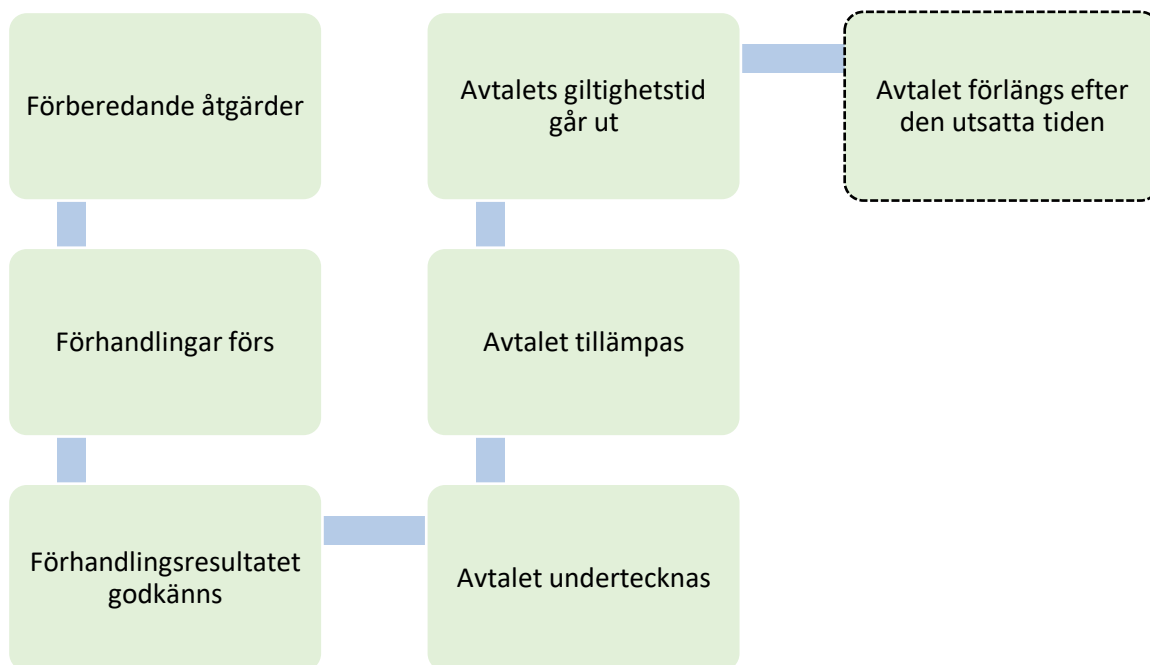 Förberedande åtgärder
Förhandlingar förs
Förhandlingsresultatet
godkänns
Avtalet undertecknas
Avtalet tillämpas
Avtalets giltighetstid
går ut
Avtalet förlängs efter
den utsatta tiden